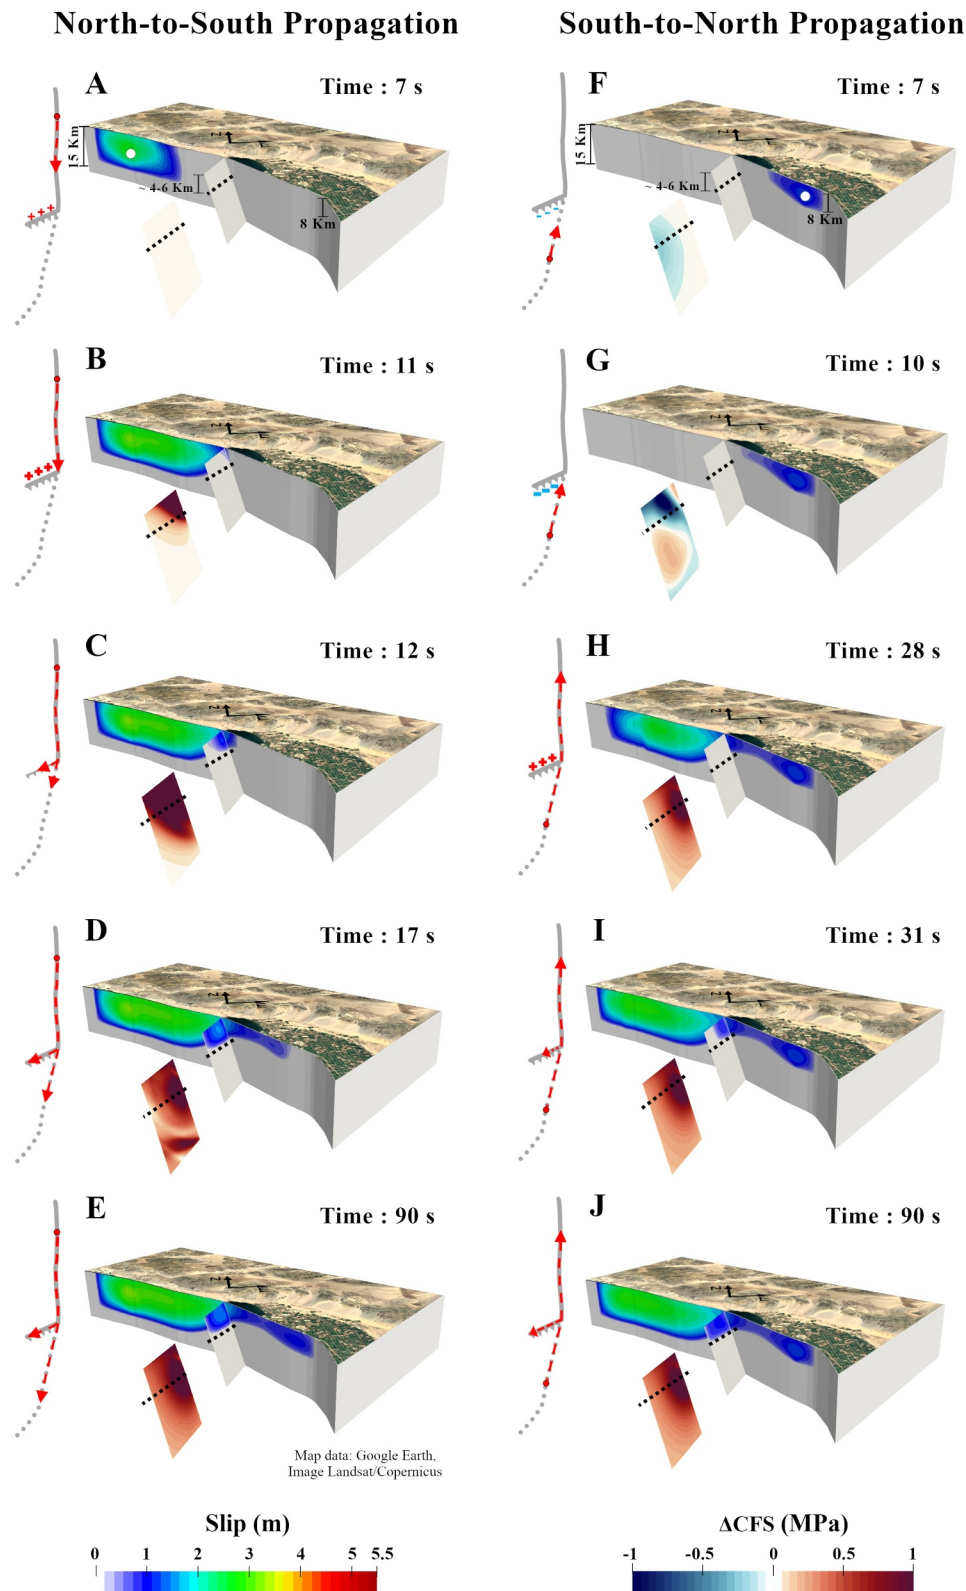 North-to-South Propagation
South-to-North Propagation
A
Time : 7 s
15 Km
N
~ 4-6 Km
8 Km
F
Time : 7 s
15 Km
N
~ 4-6 Km
8 Km
B
Time : 11 s
N
G
Time : 10 s
N
C
Time : 12 s
N
H
Time : 28 s
N
D
Time : 17 s
N
I
Time : 31 s
N
E
Time : 90 s
N
J
Time : 90 s
N
Map data: Google Earth,
Image Landsat/Copernicus
Slip (m)
0 1 2 3 4 5 5.5
ΔCFS (MPa)
-1 -0.5 0 0.5 1